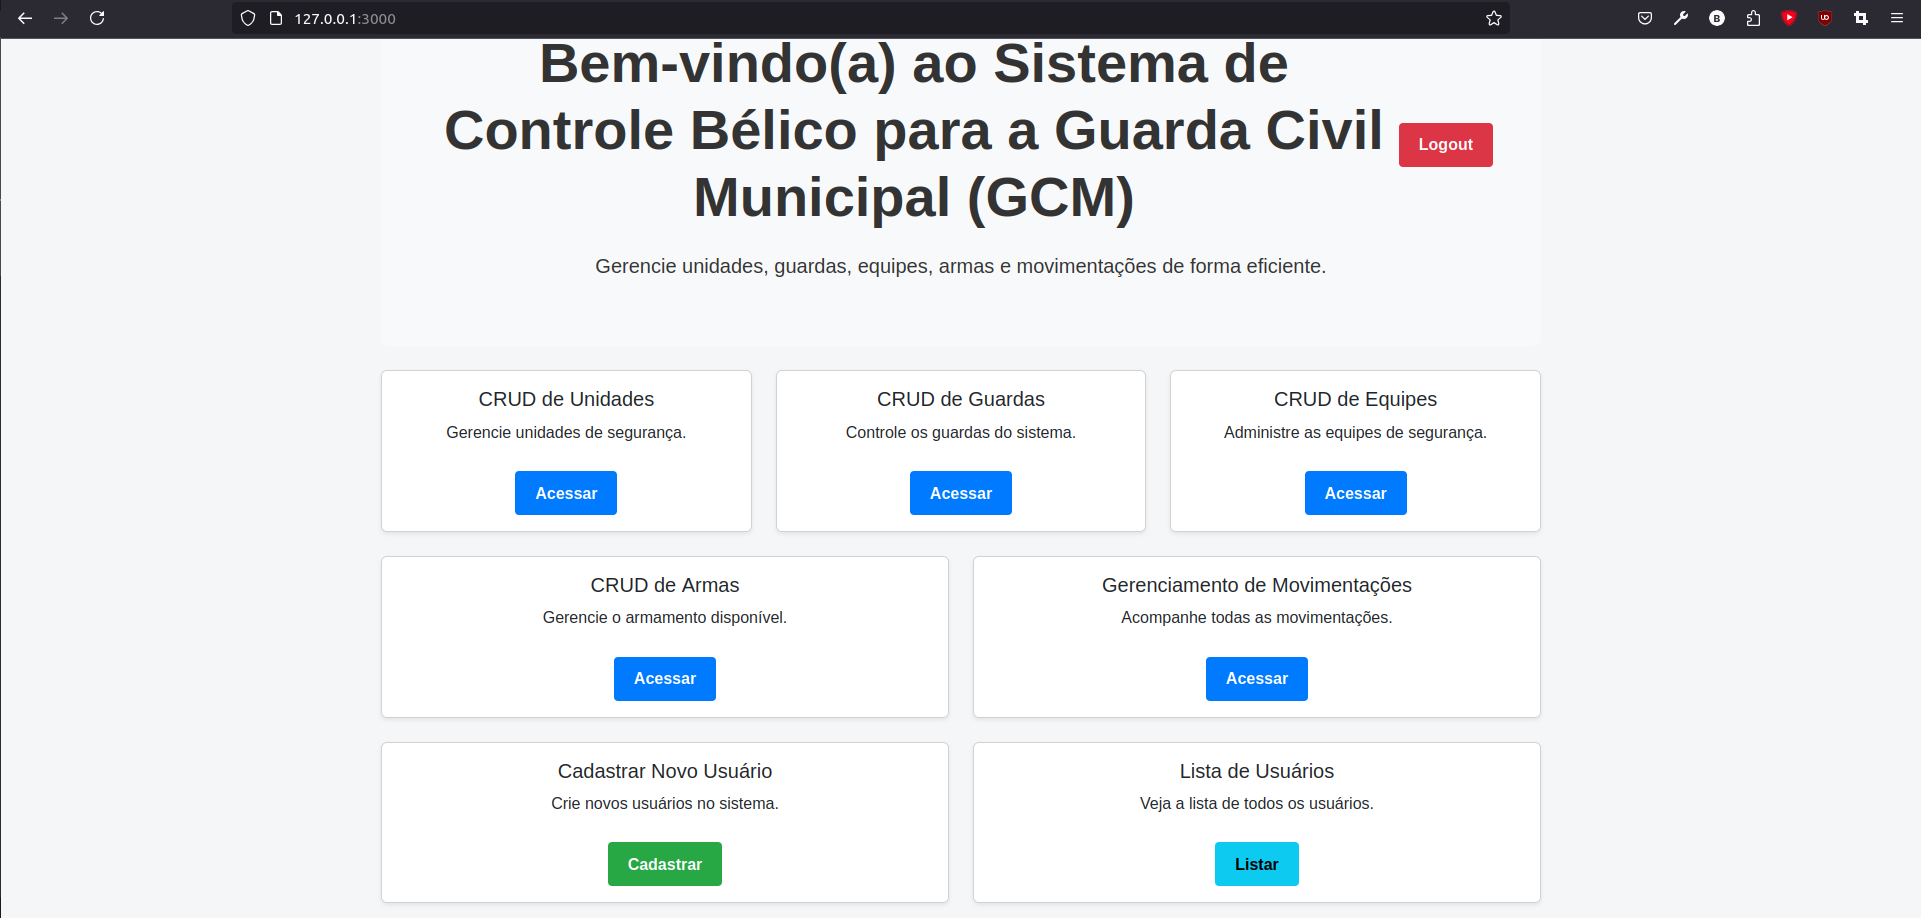 127.0.0.1:3000
Bem-vindo(a) ao Sistema de
Controle Bélico para a Guarda Civil
Municipal (GCM)
Logout
Gerencie unidades, guardas, equipes, armas e movimentações de forma eficiente.
CRUD de Unidades
Gerencie unidades de segurança.
Acessar
CRUD de Guardas
Controle os guardas do sistema.
Acessar
CRUD de Equipes
Administre as equipes de segurança.
Acessar
CRUD de Armas
Gerencie o armamento disponível.
Acessar
Gerenciamento de Movimentações
Acompanhe todas as movimentações.
Acessar
Cadastrar Novo Usuário
Crie novos usuários no sistema.
Cadastrar
Lista de Usuários
Veja a lista de todos os usuários.
Listar